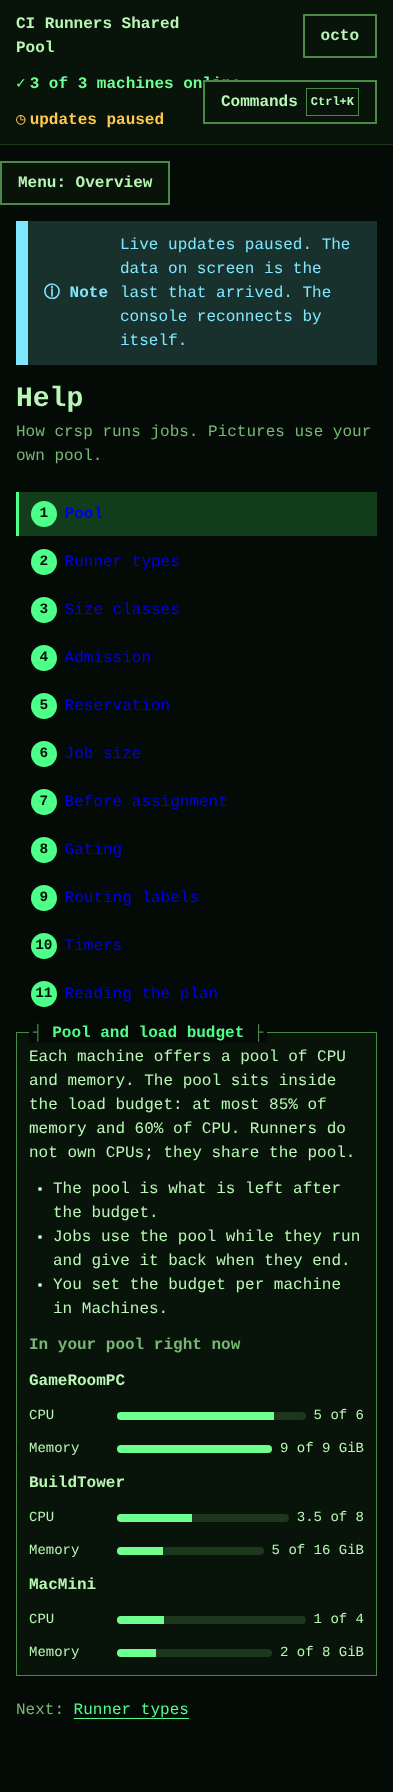 CI Runners Shared
Pool
octo
✓ 3 of 3 machines online
Commands Ctrl+K
◷ updates paused
Menu: Overview
ⓘ Note
Live updates paused. The
data on screen is the
last that arrived. The
console reconnects by
itself.
Help
How crsp runs jobs. Pictures use your
own pool.
1 Pool
2 Runner types
3 Size classes
4 Admission
5 Reservation
6 Job size
7 Before assignment
8 Gating
9 Routing labels
10 Timers
11 Reading the plan
┤ Pool and load budget ├
Each machine offers a pool of CPU
and memory. The pool sits inside
the load budget: at most 85% of
memory and 60% of CPU. Runners do
not own CPUs; they share the pool.
• The pool is what is left after
the budget.
• Jobs use the pool while they run
and give it back when they end.
• You set the budget per machine
in Machines.
In your pool right now
GameRoomPC
CPU 5 of 6
Memory 9 of 9 GiB
BuildTower
CPU 3.5 of 8
Memory 5 of 16 GiB
MacMini
CPU 1 of 4
Memory 2 of 8 GiB
Next: Runner types